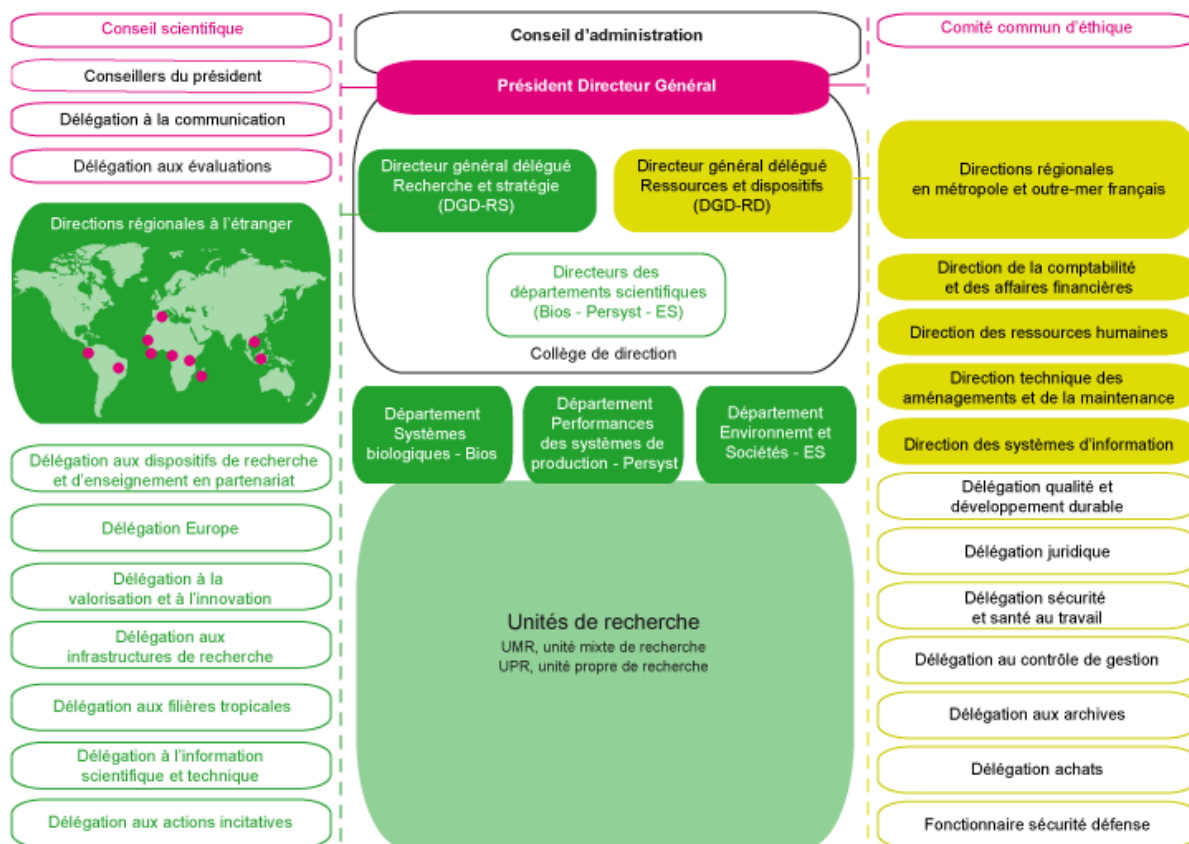 Conseil scientifique
Conseillers du président
Délégation à la communication
Délégation aux évaluations
Directions régionales à l'étranger
Délégation aux dispositifs de recherche
et d'enseignement en partenariat
Délégation Europe
Délégation à la
valorisation et à l'innovation
Délégation aux
infrastructures de recherche
Délégation aux filières tropicales
Délégation à l'information
scientifique et technique
Délégation aux actions incitatives
Conseil d'administration
Président Directeur Général
Directeur général délégué
Recherche et stratégie
(DGD-RS)
Directeur général délégué
Ressources et dispositifs
(DGD-RD)
Directeurs des
départements scientifiques
(Bios - Persyst - ES)
Collège de direction
Département
Systèmes
biologiques - Bios
Département
Performances
des systèmes de
production - Persyst
Département
Environnemt et
Sociétés - ES
Unités de recherche
UMR, unité mixte de recherche
UPR, unité propre de recherche
Comité commun d'éthique
Directions régionales
en métropole et outre-mer français
Direction de la comptabilité
et des affaires financières
Direction des ressources humaines
Direction technique des
aménagements et de la maintenance
Direction des systèmes d'information
Délégation qualité et
développement durable
Délégation juridique
Délégation sécurité
et santé au travail
Délégation au contrôle de gestion
Délégation aux archives
Délégation achats
Fonctionnaire sécurité défense